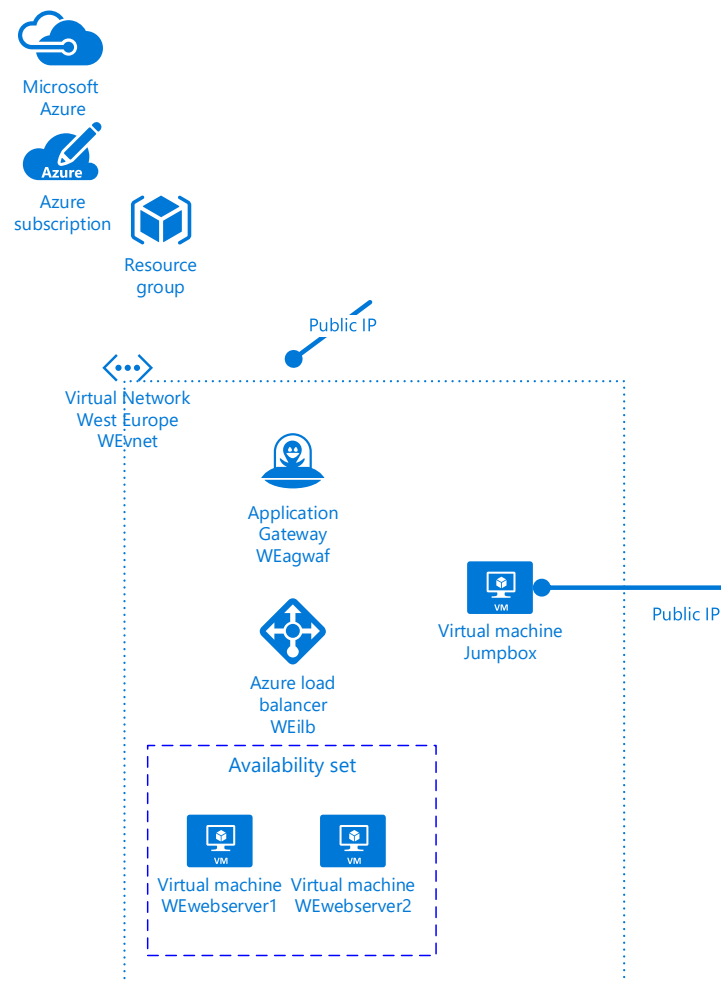 Microsoft
Azure
Azure
Azure
subscription
Resource
group
Public IP
Virtual Network
West Europe
WEvnet
Application
Gateway
WEagwaf
VM
Virtual machine
Jumpbox
Public IP
Azure load
balancer
WEilb
Availability set
VM
VM
Virtual machine
WEwebserver1
Virtual machine
WEwebserver2